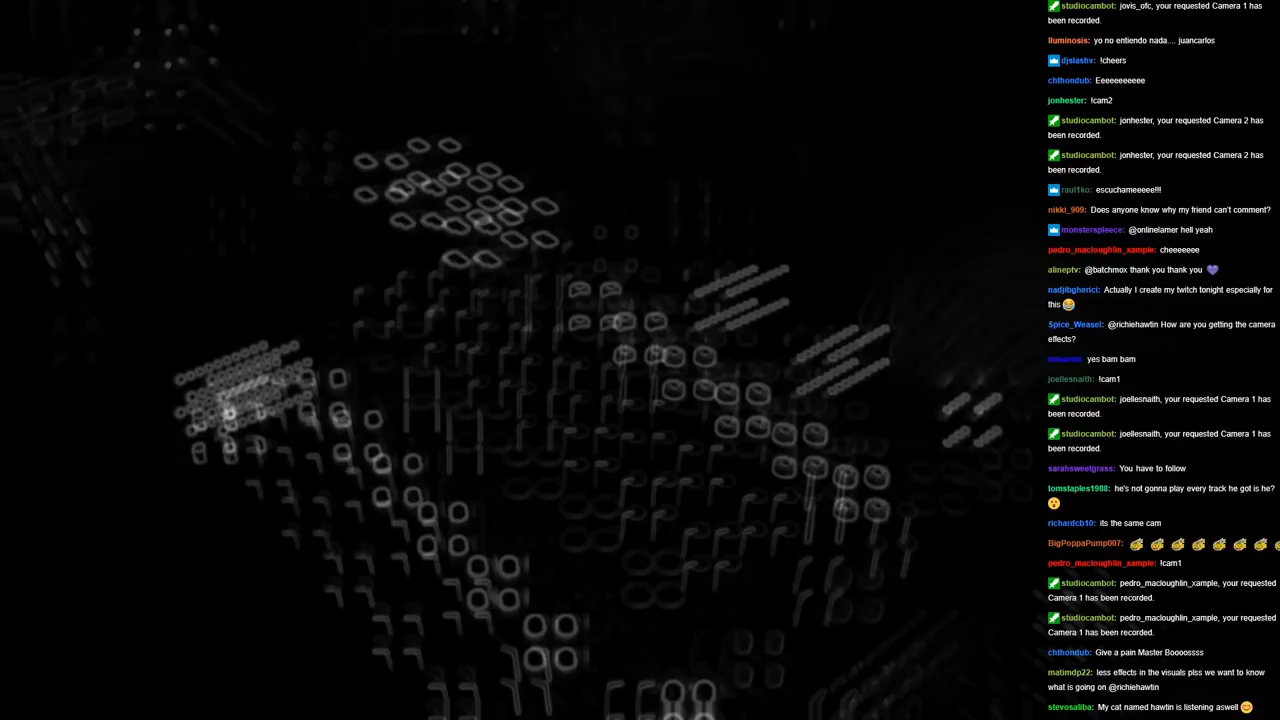 studiocambot: jovis_ofc, your requested Camera 1 has
been recorded.
Iluminosis: yo no entiendo nada.... juancarlos
djslashv: !cheers
chthondub: Eeeeeeeeeee
jonhester: !cam2
studiocambot: jonhester, your requested Camera 2 has
been recorded.
studiocambot: jonhester, your requested Camera 2 has
been recorded.
raul1ko: escuchameeeee!!!
nikki_909: Does anyone know why my friend can't comment?
monsterspleece: @onlinelamer hell yeah
pedro_macloughlin_xample: cheeeeeee
alineptv: @batchmox thank you thank you 💜
nadjibgherici: Actually I create my twitch tonight especially for
this 😂
Spice_Weasel: @richiehawtin How are you getting the camera
effects?
yes bam bam
joellesnaith: !cam1
studiocambot: joellesnaith, your requested Camera 1 has
been recorded.
studiocambot: joellesnaith, your requested Camera 1 has
been recorded.
sarahsweetgrass: You have to follow
tomstaples1988: he's not gonna play every track he got is he?
😯
richardcb10: its the same cam
BigPoppaPump007:
pedro_macloughlin_xample: !cam1
studiocambot: pedro_macloughlin_xample, your requested
Camera 1 has been recorded.
studiocambot: pedro_macloughlin_xample, your requested
Camera 1 has been recorded.
chthondub: Give a pain Master Boooossss
matimdp22: less effects in the visuals plss we want to know
what is going on @richiehawtin
stevosaliba: My cat named hawtin is listening aswell 😊